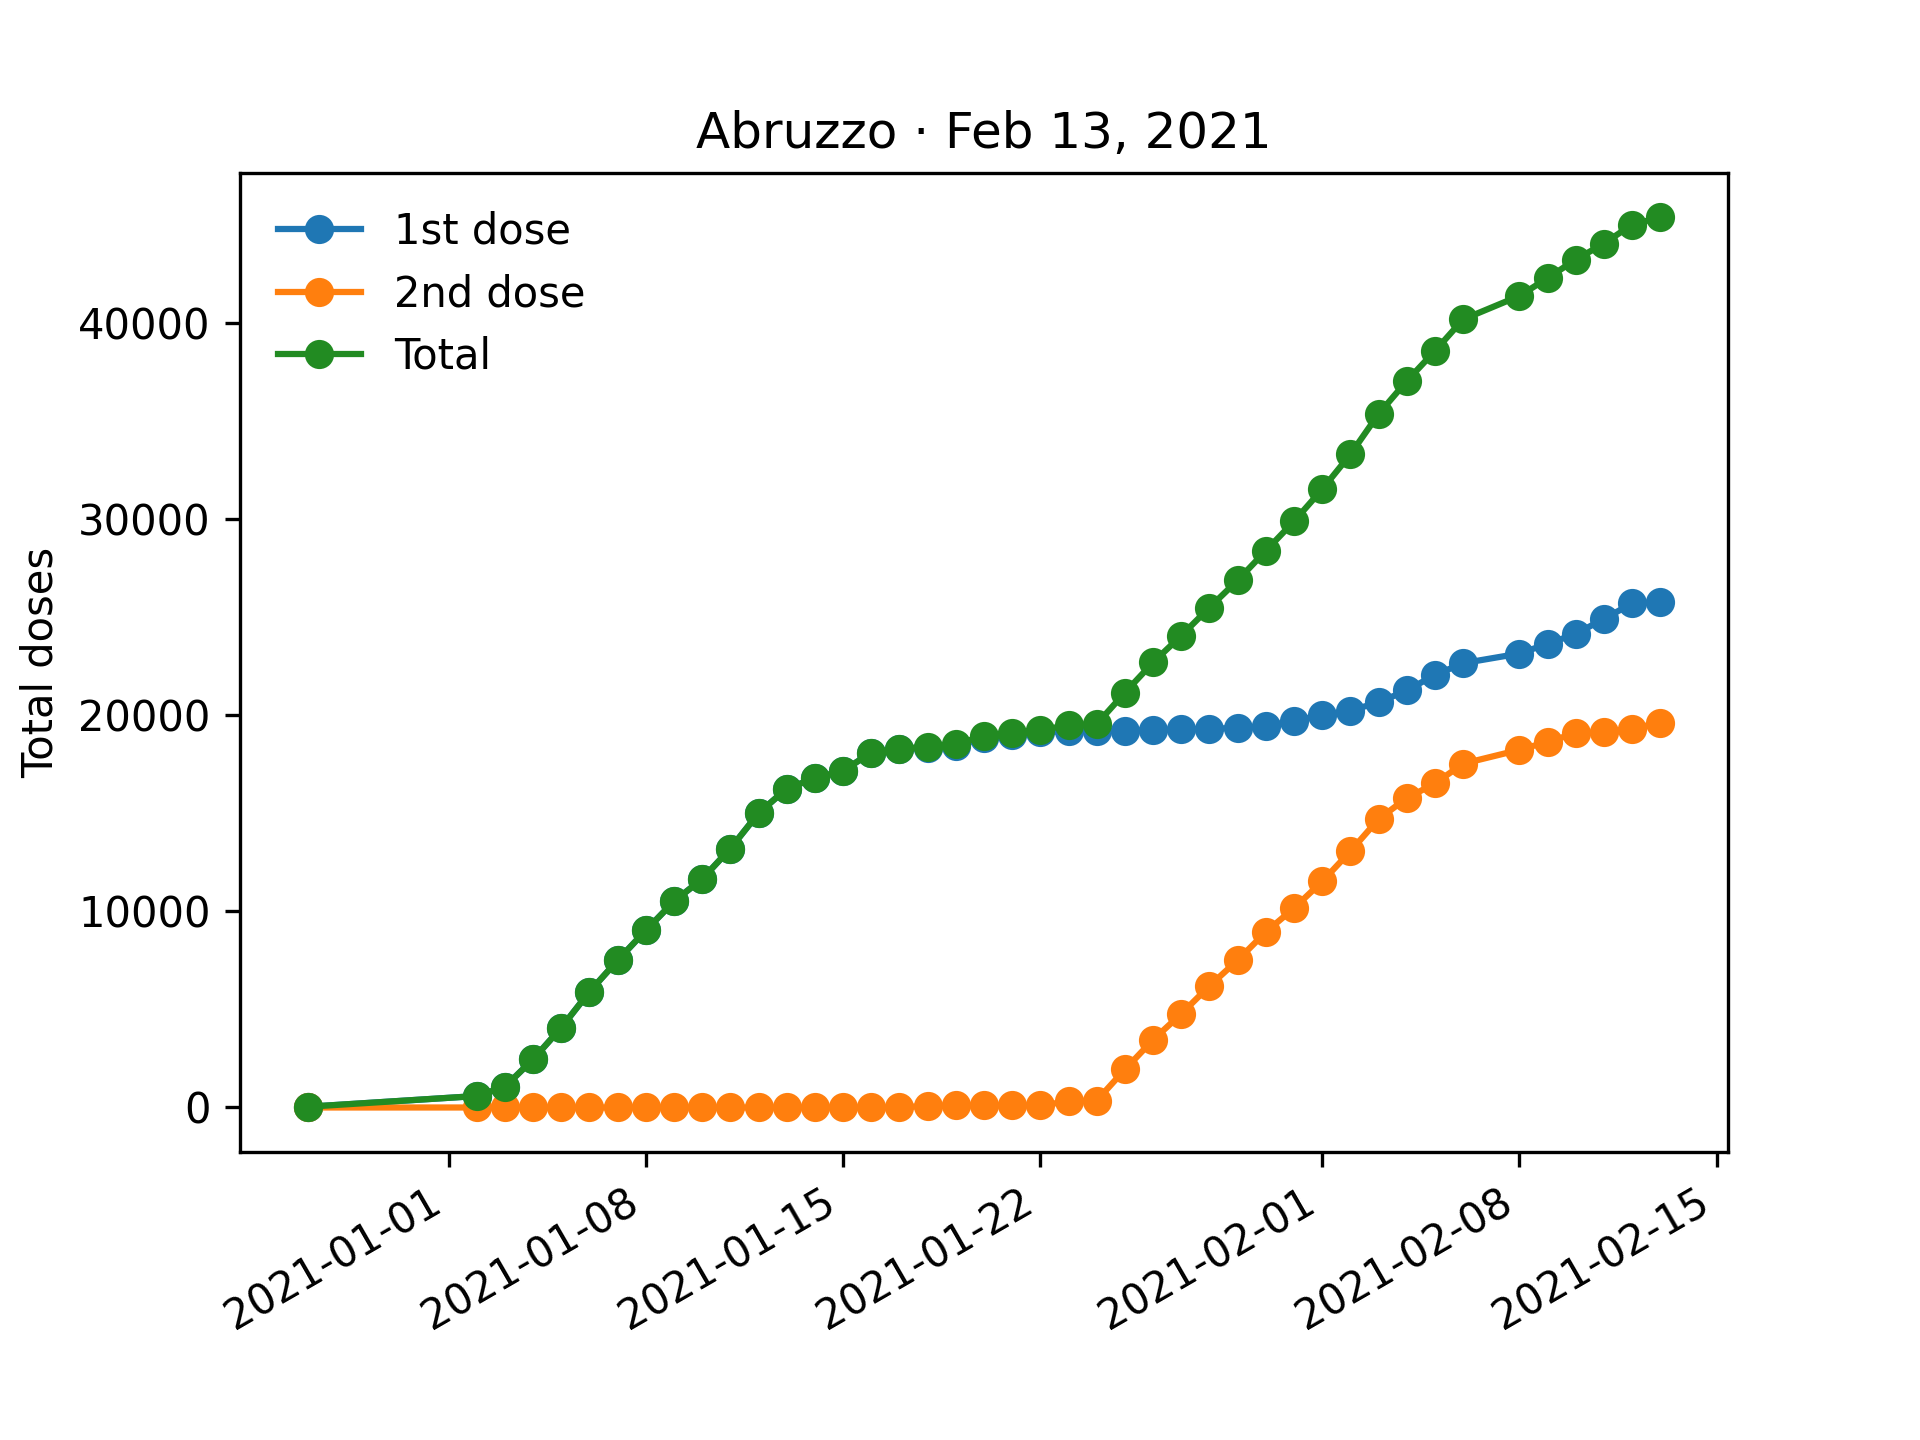 Abruzzo · Feb 13, 2021
1st dose
2nd dose
Total
Total doses
40000
30000
20000
10000
0
2021-01-01
2021-01-08
2021-01-15
2021-01-22
2021-02-01
2021-02-08
2021-02-15